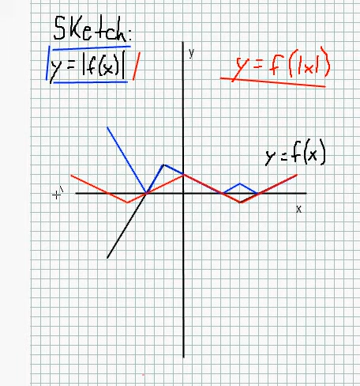 Sketch:
y = |f(x)|
y = f(|x|)
y
y = f(x)
x